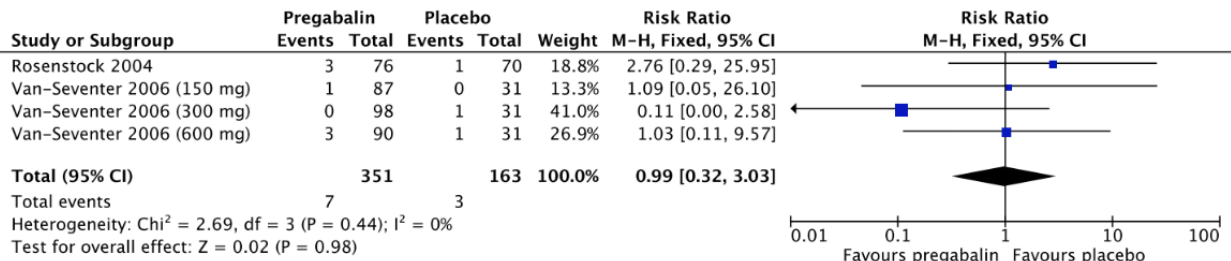 Pregabalin Placebo Risk Ratio Risk Ratio
Study or Subgroup Events Total Events Total Weight M–H, Fixed, 95% CI M–H, Fixed, 95% CI
Rosenstock 2004 3 76 1 70 18.8% 2.76 [0.29, 25.95]
Van–Seventer 2006 (150 mg) 1 87 0 31 13.3% 1.09 [0.05, 26.10]
Van–Seventer 2006 (300 mg) 0 98 1 31 41.0% 0.11 [0.00, 2.58]
Van–Seventer 2006 (600 mg) 3 90 1 31 26.9% 1.03 [0.11, 9.57]
Total (95% CI) 351 163 100.0% 0.99 [0.32, 3.03]
Total events 7 3
Heterogeneity: Chi² = 2.69, df = 3 (P = 0.44); I² = 0%
Test for overall effect: Z = 0.02 (P = 0.98)
0.01 0.1 1 10 100
Favours pregabalin Favours placebo